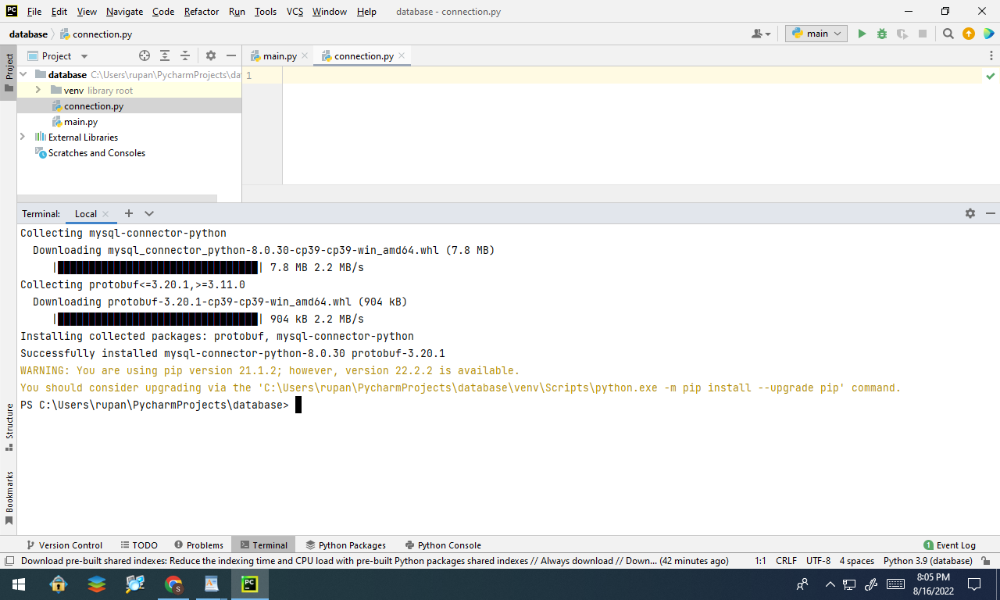 PC File Edit View Navigate Code Refactor Run Tools VCS Window Help database - connection.py
database connection.py main
Project main.py connection.py
database C:\Users\rupan\PycharmProjects\da
1
venv library root
connection.py
main.py
External Libraries
Scratches and Consoles
Project
Structure
Bookmarks
Terminal: Local
Collecting mysql-connector-python
Downloading mysql_connector_python-8.0.30-cp39-cp39-win_amd64.whl (7.8 MB)
| 7.8 MB 2.2 MB/s
Collecting protobuf<=3.20.1,>=3.11.0
Downloading protobuf-3.20.1-cp39-cp39-win_amd64.whl (904 kB)
| 904 kB 2.2 MB/s
Installing collected packages: protobuf, mysql-connector-python
Successfully installed mysql-connector-python-8.0.30 protobuf-3.20.1
WARNING: You are using pip version 21.1.2; however, version 22.2.2 is available.
You should consider upgrading via the 'C:\Users\rupan\PycharmProjects\database\venv\Scripts\python.exe -m pip install --upgrade pip' command.
PS C:\Users\rupan\PycharmProjects\database>
Version Control TODO Problems Terminal Python Packages Python Console 1 Event Log
Download pre-built shared indexes: Reduce the indexing time and CPU load with pre-built Python packages shared indexes // Always download // Down... (42 minutes ago) 1:1 CRLF UTF-8 4 spaces Python 3.9 (database)
S PC 8:05 PM
8/16/2022